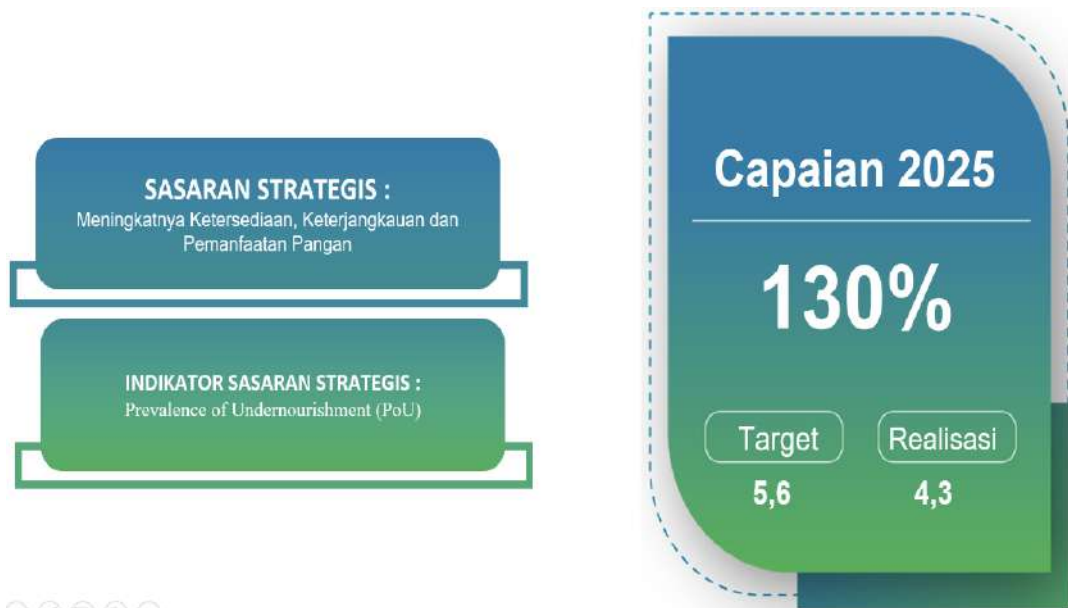 SASARAN STRATEGIS :
Meningkatnya Ketersediaan, Keterjangkauan dan
Pemanfaatan Pangan
INDIKATOR SASARAN STRATEGIS :
Prevalence of Undernourishment (PoU)
Capaian 2025
130%
Target
Realisasi
5,6
4,3